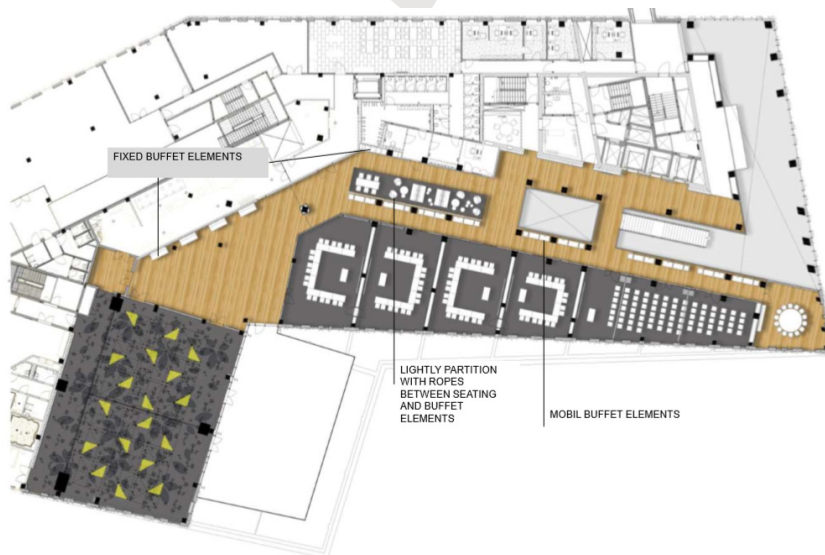 FIXED BUFFET ELEMENTS
LIGHTLY PARTITION
WITH ROPES
BETWEEN SEATING
AND BUFFET
ELEMENTS
MOBIL BUFFET ELEMENTS